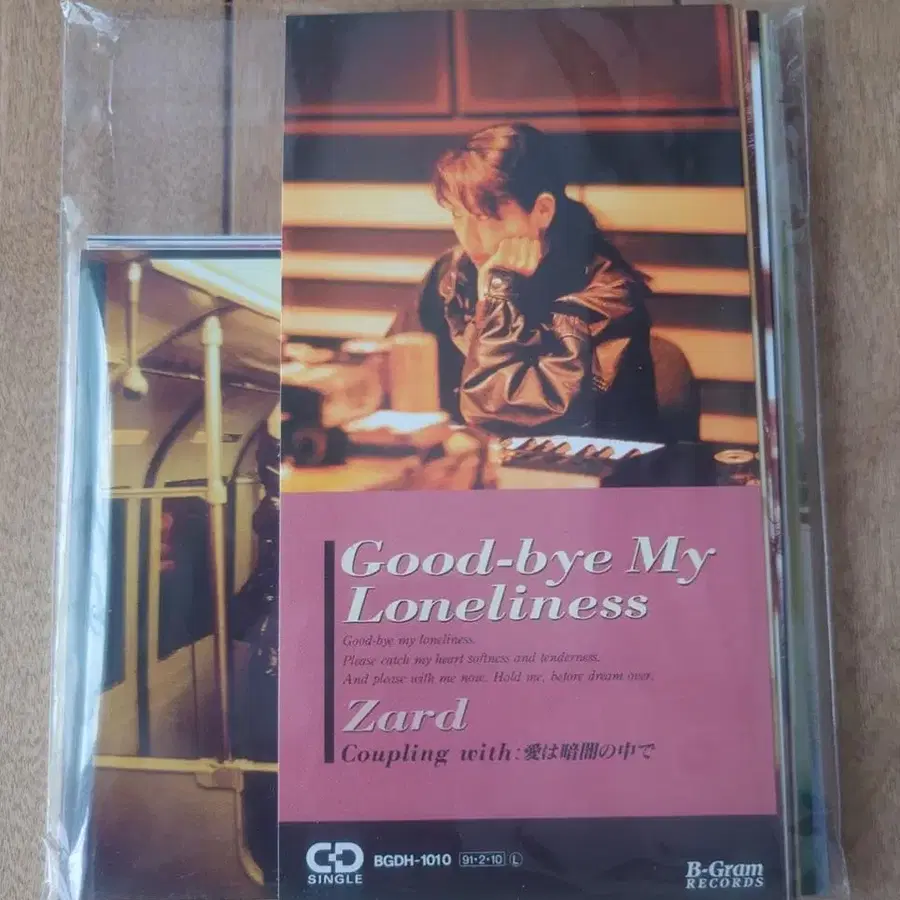 Good-bye My
Loneliness
Good-bye my loneliness.
Please catch my heart softness and tenderness.
And please with me now. Hold me, before dream over.
Zard
Coupling with:愛は暗闇の中で
CD
SINGLE
BGDH-1010 91・2・10 L
B-Gram
RECORDS